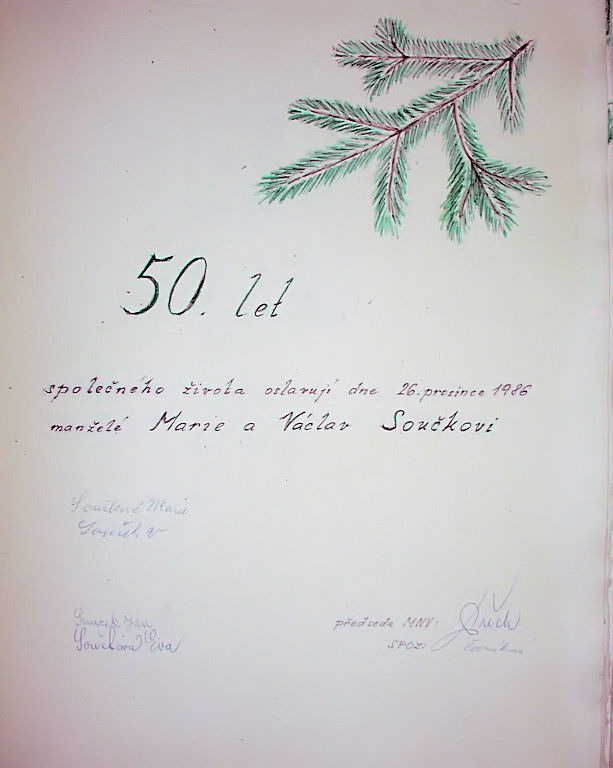 50. let
společného života oslavují dne 26. prosince 1986
manželé Marie a Václav Součkovi
Součková Marie
Souček V
Souček Jan
Součková Eva
předseda MNV:
SPOZ: